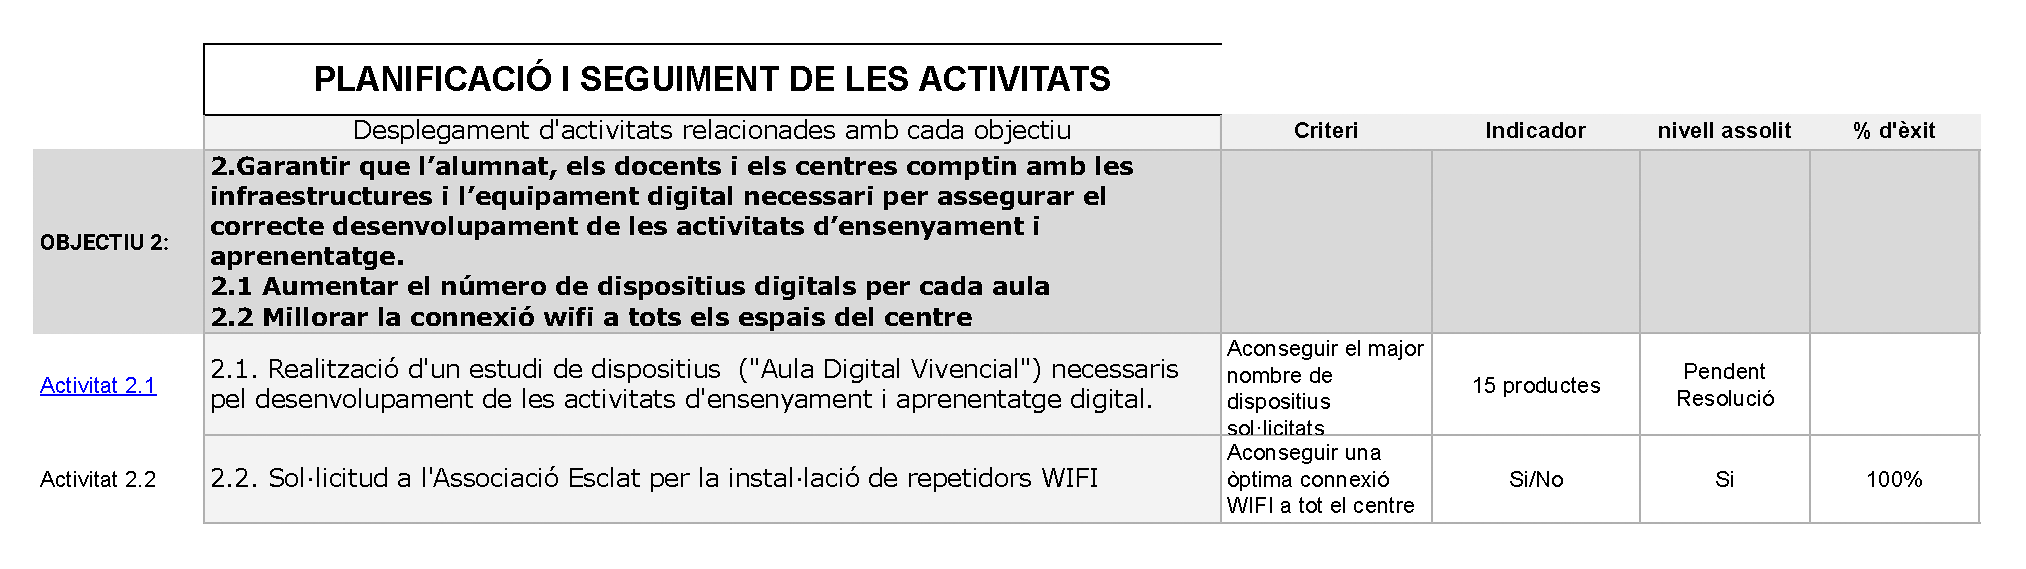 PLANIFICACIÓ I SEGUIMENT DE LES ACTIVITATS
Desplegament d'activitats relacionades amb cada objectiu
Criteri
Indicador
nivell assolit
% d'èxit
OBJECTIU 2:
2.Garantir que l’alumnat, els docents i els centres comptin amb les
infraestructures i l’equipament digital necessari per assegurar el
correcte desenvolupament de les activitats d’ensenyament i
aprenentatge.
2.1 Aumentar el número de dispositius digitals per cada aula
2.2 Millorar la connexió wifi a tots els espais del centre
Activitat 2.1
2.1. Realització d'un estudi de dispositius ("Aula Digital Vivencial") necessaris
pel desenvolupament de les activitats d'ensenyament i aprenentatge digital.
Aconseguir el major
nombre de
dispositius
sol·licitats
15 productes
Pendent
Resolució
Activitat 2.2
2.2. Sol·licitud a l'Associació Esclat per la instal·lació de repetidors WIFI
Aconseguir una
òptima connexió
WIFI a tot el centre
Si/No
Si
100%